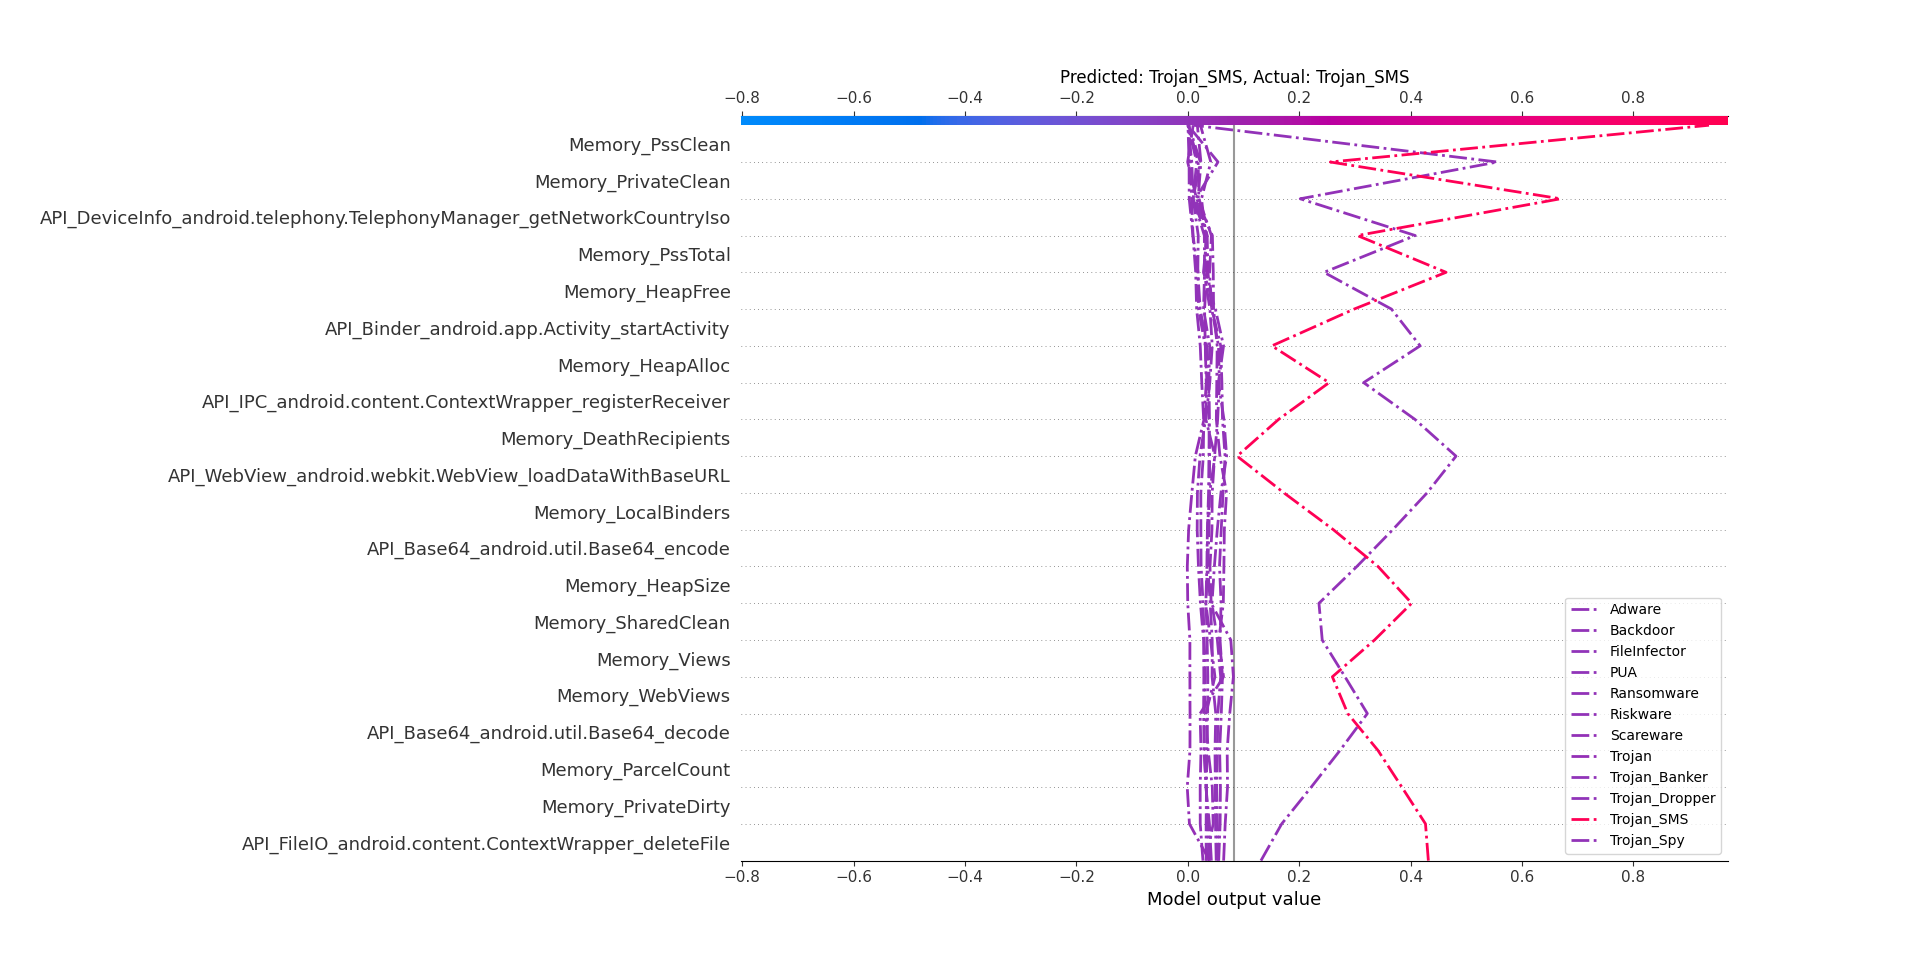 Predicted: Trojan_SMS, Actual: Trojan_SMS
−0.8 −0.6 −0.4 −0.2 0.0 0.2 0.4 0.6 0.8
Memory_PssClean
Memory_PrivateClean
API_DeviceInfo_android.telephony.TelephonyManager_getNetworkCountryIso
Memory_PssTotal
Memory_HeapFree
API_Binder_android.app.Activity_startActivity
Memory_HeapAlloc
API_IPC_android.content.ContextWrapper_registerReceiver
Memory_DeathRecipients
API_WebView_android.webkit.WebView_loadDataWithBaseURL
Memory_LocalBinders
API_Base64_android.util.Base64_encode
Memory_HeapSize
Memory_SharedClean
Memory_Views
Memory_WebViews
API_Base64_android.util.Base64_decode
Memory_ParcelCount
Memory_PrivateDirty
API_FileIO_android.content.ContextWrapper_deleteFile
Adware
Backdoor
FileInfector
PUA
Ransomware
Riskware
Scareware
Trojan
Trojan_Banker
Trojan_Dropper
Trojan_SMS
Trojan_Spy
−0.8 −0.6 −0.4 −0.2 0.0 0.2 0.4 0.6 0.8
Model output value